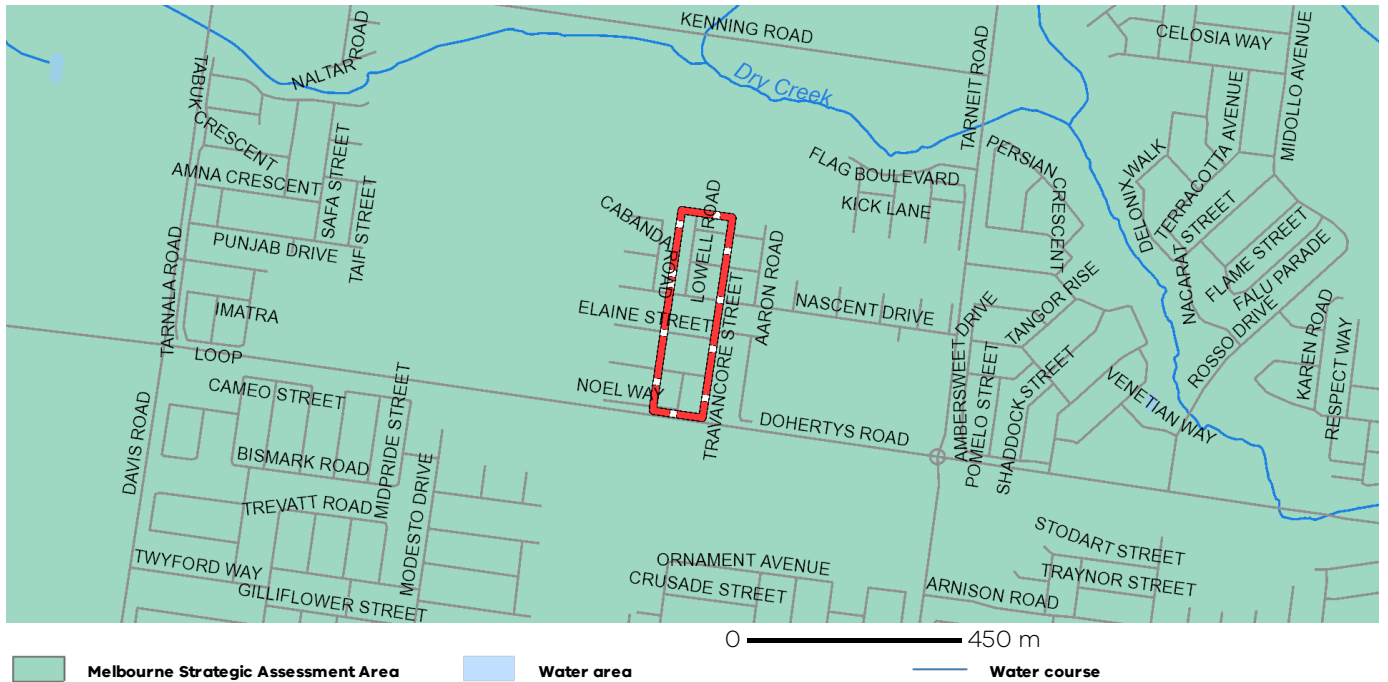 KENNING ROAD
CELOSIA WAY
NALTAR ROAD
TABUK CRESCENT
Dry Creek
TARNEIT ROAD
MIDOLLO AVENUE
TERRACOTTA AVENUE
DELONIX WALK
PERSIAN CRESCENT
FLAG BOULEVARD
KICK LANE
AMNA CRESCENT
SAFA STREET
TAIF STREET
PUNJAB DRIVE
TARNALA ROAD
IMATRA LOOP
CABANDA ROAD
LOWELL ROAD
AARON ROAD
NASCENT DRIVE
ELAINE STREET
TRAVANCORE STREET
NOEL WAY
DOHERTYS ROAD
NACARAT STREET
FLAME STREET
FALU PARADE
ROSSO DRIVE
TANGOR RISE
AMBERSWEET DRIVE
POMELO STREET
SHADDOCK STREET
VENETIAN WAY
KAREN ROAD
RESPECT WAY
CAMEO STREET
MIDPRIDE STREET
DAVIS ROAD
BISMARK ROAD
TREVATT ROAD
MODESTO DRIVE
TWYFORD WAY
GILLIFLOWER STREET
ORNAMENT AVENUE
CRUSADE STREET
ARNISON ROAD
STODART STREET
TRAYNOR STREET
0 450 m
Melbourne Strategic Assessment Area
Water area
Water course